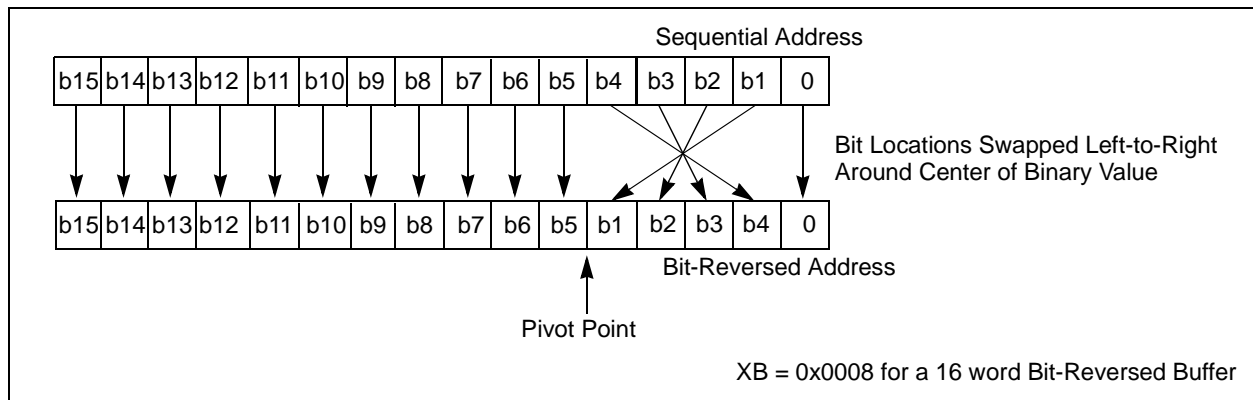 Sequential Address
b15 b14 b13 b12 b11 b10 b9 b8 b7 b6 b5 b4 b3 b2 b1 0
Bit Locations Swapped Left-to-Right
Around Center of Binary Value
b15 b14 b13 b12 b11 b10 b9 b8 b7 b6 b5 b1 b2 b3 b4 0
Bit-Reversed Address
Pivot Point
XB = 0x0008 for a 16 word Bit-Reversed Buffer